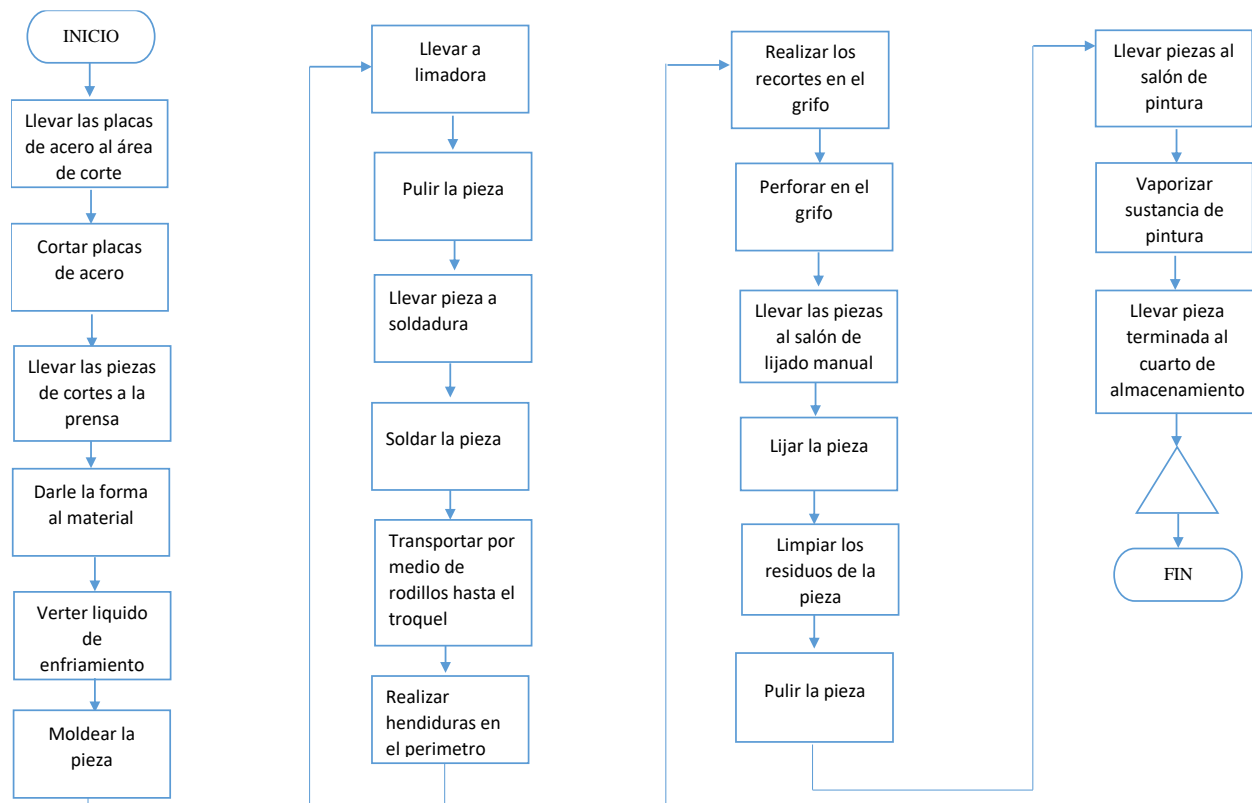 INICIO
Llevar las placas
de acero al área
de corte
Cortar placas
de acero
Llevar las piezas
de cortes a la
prensa
Darle la forma
al material
Verter liquido
de
enfriamiento
Moldear la
pieza
Llevar a
limadora
Pulir la pieza
Llevar pieza a
soldadura
Soldar la pieza
Transportar por
medio de
rodillos hasta el
troquel
Realizar
hendiduras en
el perimetro
Realizar los
recortes en el
grifo
Perforar en el
grifo
Llevar las piezas
al salón de
lijado manual
Lijar la pieza
Limpiar los
residuos de la
pieza
Pulir la pieza
Llevar piezas al
salón de
pintura
Vaporizar
sustancia de
pintura
Llevar pieza
terminada al
cuarto de
almacenamiento
FIN